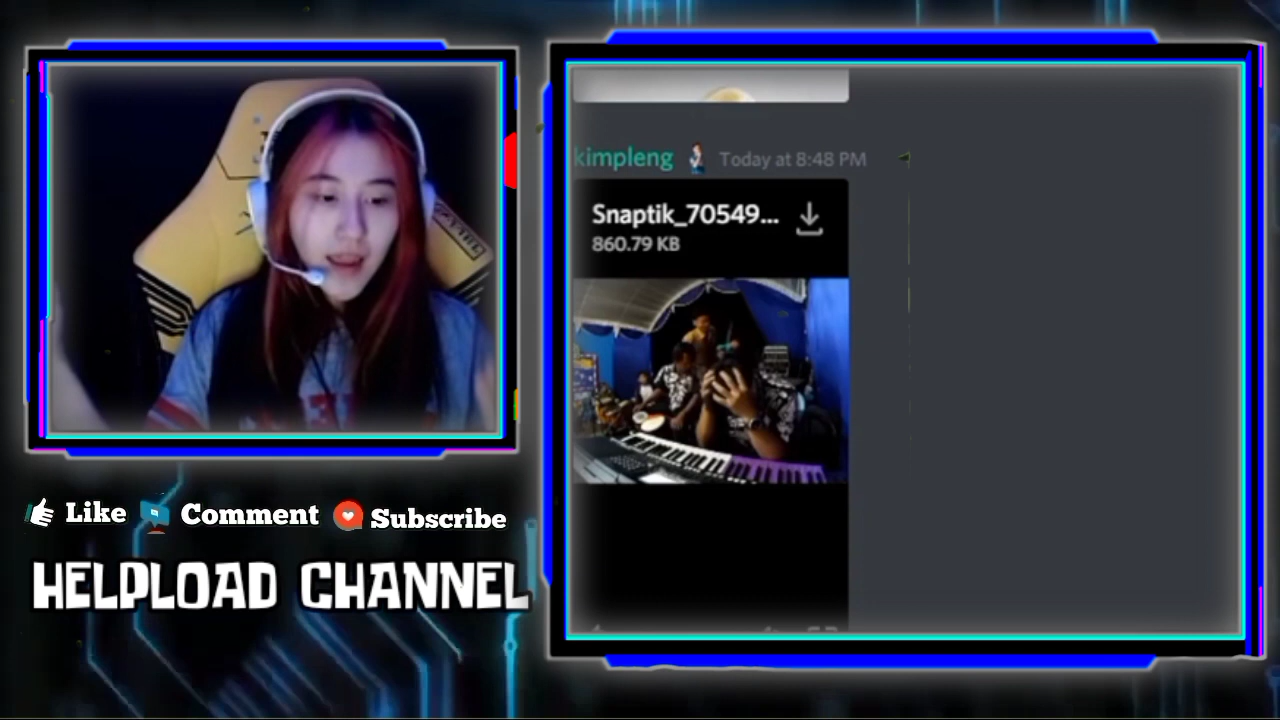 kimpleng Today at 8:48 PM
Snaptik_70549...
860.79 KB
Like Comment Subscribe
HELPLOAD CHANNEL